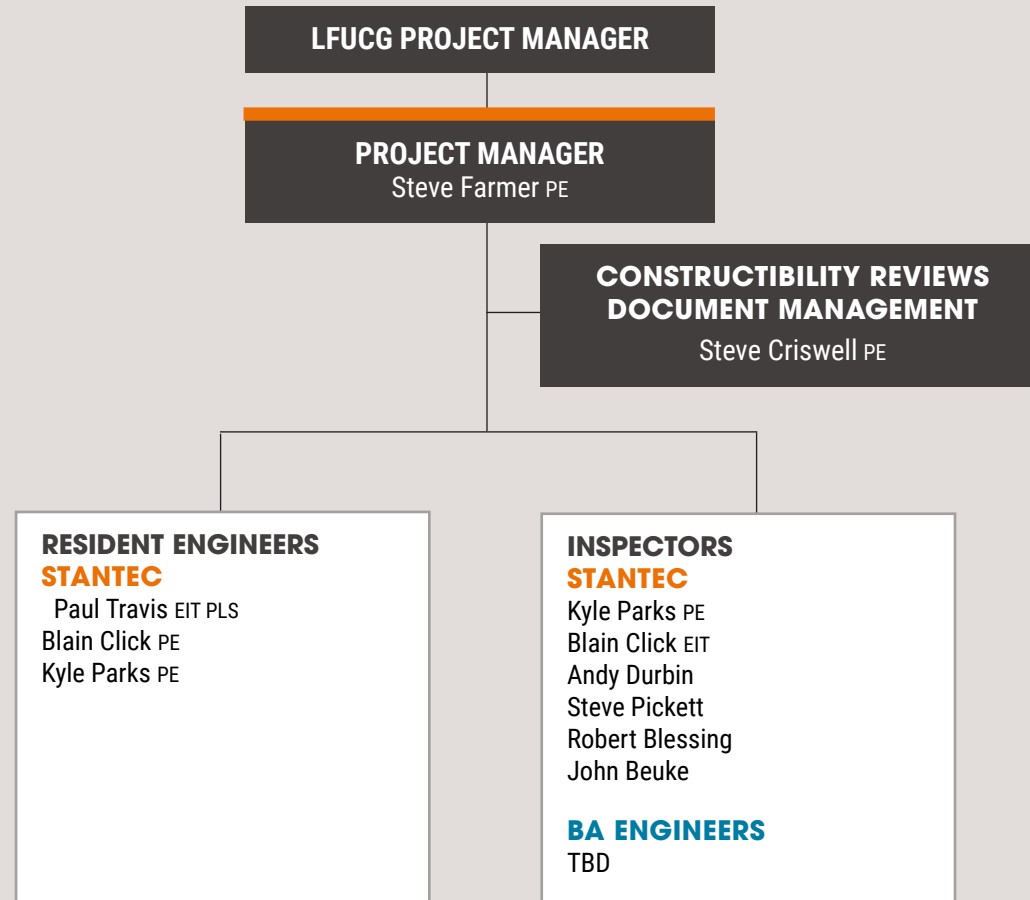 LFUCG PROJECT MANAGER
PROJECT MANAGER
Steve Farmer PE
CONSTRUCTIBILITY REVIEWS
DOCUMENT MANAGEMENT
Steve Criswell PE
RESIDENT ENGINEERS
STANTEC
Paul Travis EIT PLS
Blain Click PE
Kyle Parks PE
INSPECTORS
STANTEC
Kyle Parks PE
Blain Click EIT
Andy Durbin
Steve Pickett
Robert Blessing
John Beuke
BA ENGINEERS
TBD